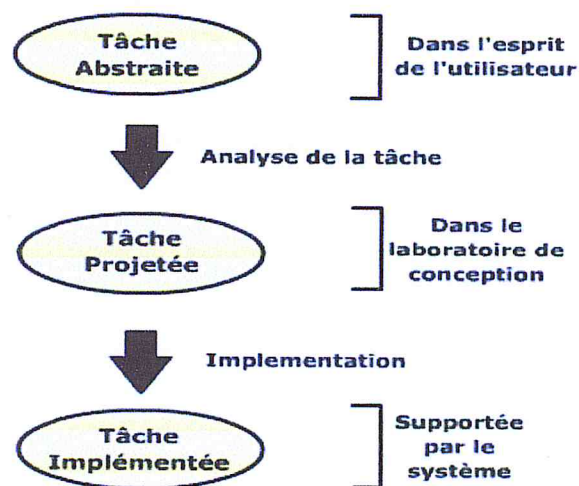 Tâche
Abstraite
Dans l'esprit
de l'utilisateur
Analyse de la tâche
Tâche
Projetée
Dans le
laboratoire de
conception
Implementation
Tâche
Implémentée
Supportée
par le
système